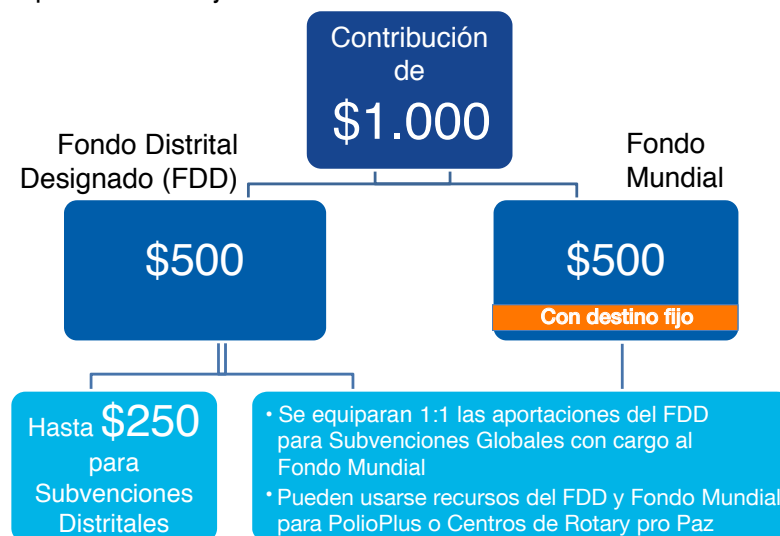 Contribución
de
$1.000
Fondo Distrital
Designado (FDD)
Fondo
Mundial
$500
$500
Con destino fijo
Hasta $250
para
Subvenciones
Distritales
• Se equiparan 1:1 las aportaciones del FDD
para Subvenciones Globales con cargo al
Fondo Mundial
• Pueden usarse recursos del FDD y Fondo Mundial
para PolioPlus o Centros de Rotary pro Paz